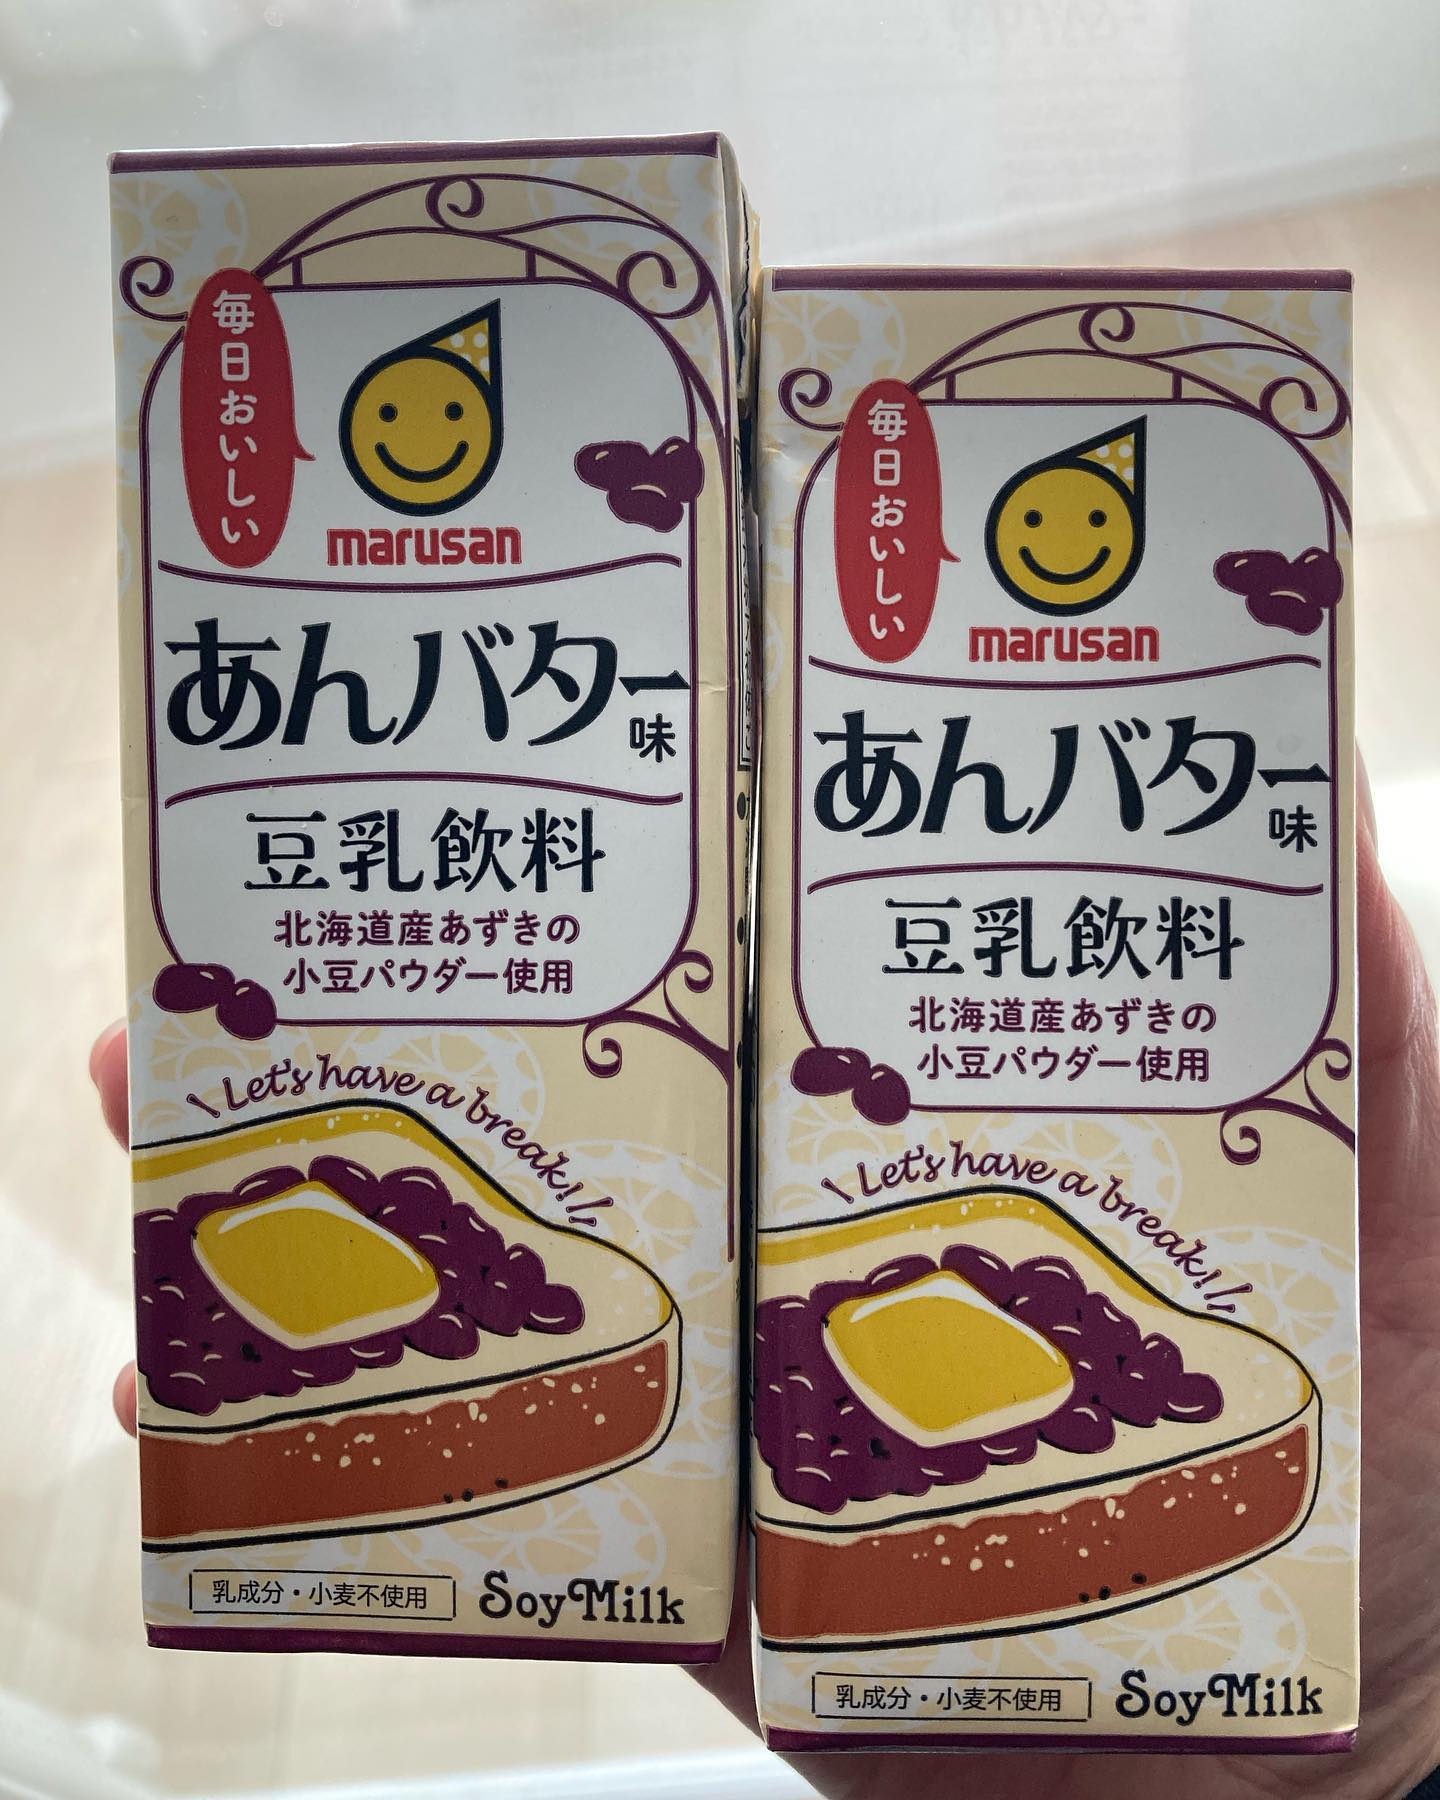 毎日おいしい
marusan
あんバター味
豆乳飲料
北海道産あずきの
小豆パウダー使用
Let's have a break!
乳成分・小麦不使用
Soy Milk
毎日おいしい
marusan
あんバター味
豆乳飲料
北海道産あずきの
小豆パウダー使用
Let's have a break!
乳成分・小麦不使用
Soy Milk